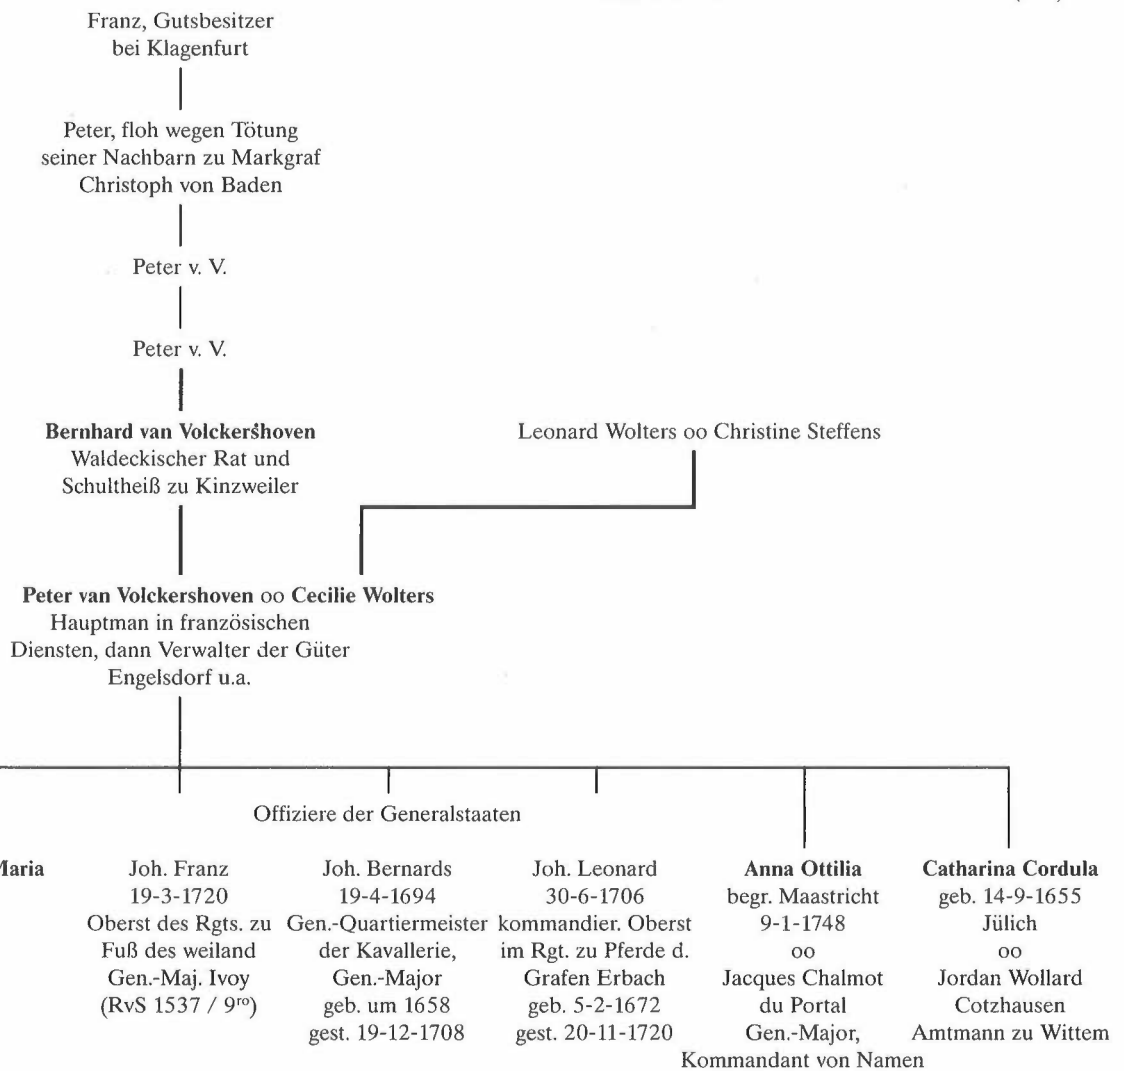 Franz, Gutsbesitzer
bei Klagenfurt
Peter, floh wegen Tötung
seiner Nachbarn zu Markgraf
Christoph von Baden
Peter v. V.
Peter v. V.
Bernhard van Volckershoven
Waldeckischer Rat und
Schultheiß zu Kinzweiler
Leonard Wolters oo Christine Steffens
Peter van Volckershoven oo Cecilie Wolters
Hauptman in französischen
Diensten, dann Verwalter der Güter
Engelsdorf u.a.
Offiziere der Generalstaaten
Maria
Joh. Franz
19-3-1720
Oberst des Rgts. zu
Fuß des weiland
Gen.-Maj. Ivoy
(RvS 1537 / 9ro)
Joh. Bernards
19-4-1694
Gen.-Quartiermeister
der Kavallerie,
Gen.-Major
geb. um 1658
gest. 19-12-1708
Joh. Leonard
30-6-1706
kommandier. Oberst
im Rgt. zu Pferde d.
Grafen Erbach
geb. 5-2-1672
gest. 20-11-1720
Anna Ottilia
begr. Maastricht
9-1-1748
oo
Jacques Chalmot
du Portal
Gen.-Major,
Kommandant von Namen
Catharina Cordula
geb. 14-9-1655
Jülich
oo
Jordan Wollard
Cotzhausen
Amtmann zu Wittem